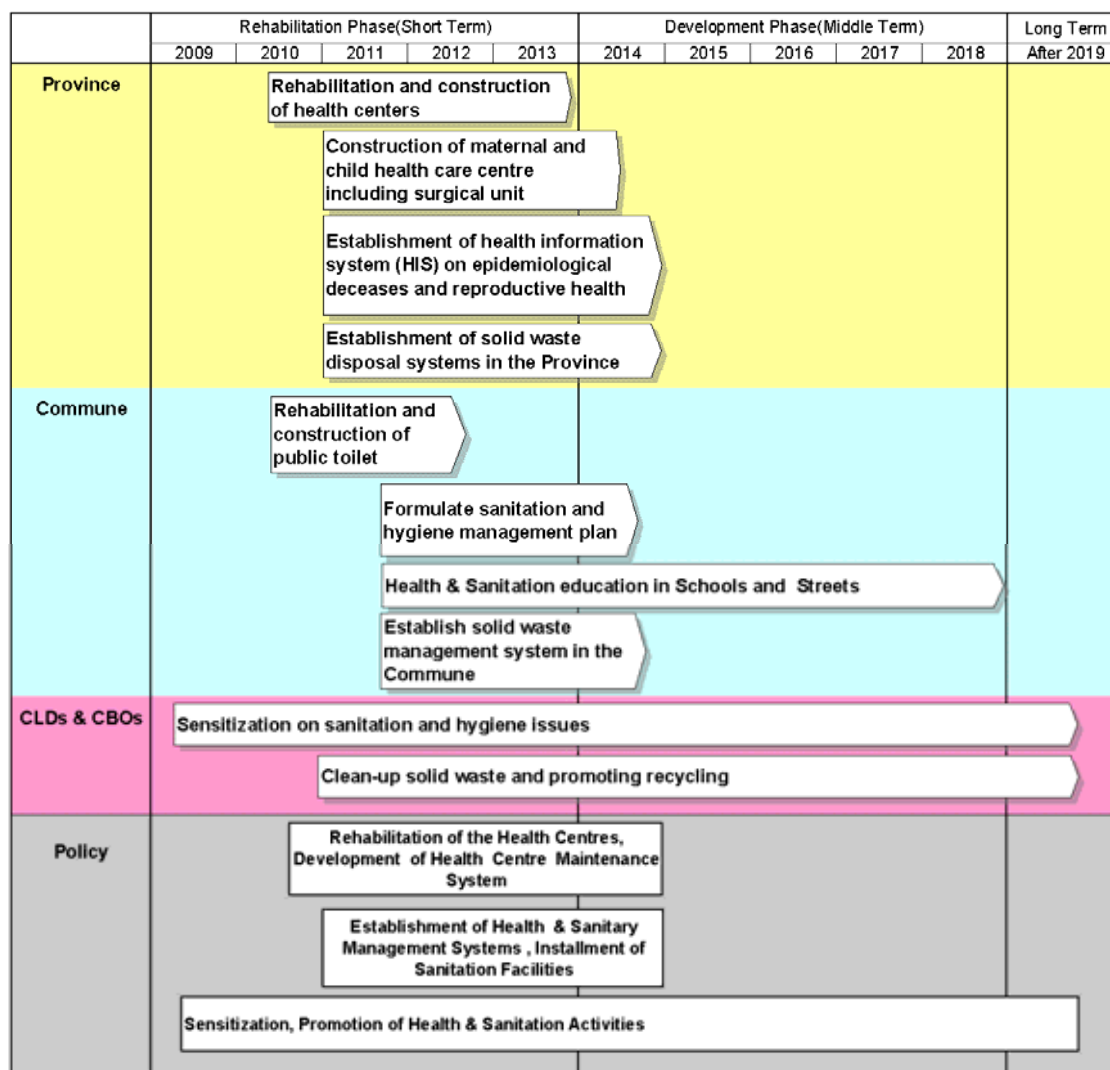 Rehabilitation Phase(Short Term)
Development Phase(Middle Term)
Long Term
2009
2010
2011
2012
2013
2014
2015
2016
2017
2018
After 2019
Province
Rehabilitation and construction
of health centers
Construction of maternal and
child health care centre
including surgical unit
Establishment of health information
system (HIS) on epidemiological
deceases and reproductive health
Establishment of solid waste
disposal systems in the Province
Commune
Rehabilitation and
construction of
public toilet
Formulate sanitation and
hygiene management plan
Health & Sanitation education in Schools and Streets
Establish solid waste
management system in the
Commune
CLDs & CBOs
Sensitization on sanitation and hygiene issues
Clean-up solid waste and promoting recycling
Policy
Rehabilitation of the Health Centres,
Development of Health Centre Maintenance
System
Establishment of Health & Sanitary
Management Systems , Installment of
Sanitation Facilities
Sensitization, Promotion of Health & Sanitation Activities